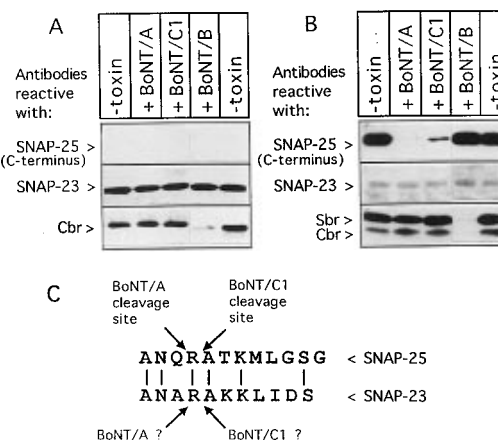 A
B
-toxin
+ BoNT/A
+ BoNT/C1
+ BoNT/B
-toxin
-toxin
+ BoNT/A
+ BoNT/C1
+ BoNT/B
-toxin
Antibodies
reactive
with:
Antibodies
reactive
with:
SNAP-25 >
(C-terminus)
SNAP-25 >
(C-terminus)
SNAP-23 >
SNAP-23 >
Cbr >
Sbr >
Cbr >
C
BoNT/A
cleavage
site
BoNT/C1
cleavage
site
ANQRATKMLGSG < SNAP-25
ANARAKKLIDS < SNAP-23
BoNT/A ?
BoNT/C1 ?